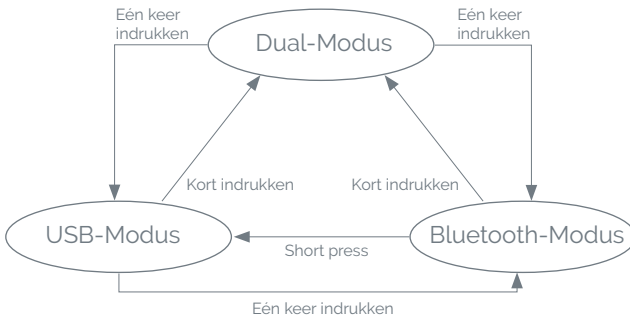 Eén keer
indrukken
Dual-Modus
Eén keer
indrukken
Kort indrukken
Kort indrukken
USB-Modus
Bluetooth-Modus
Short press
Eén keer indrukken